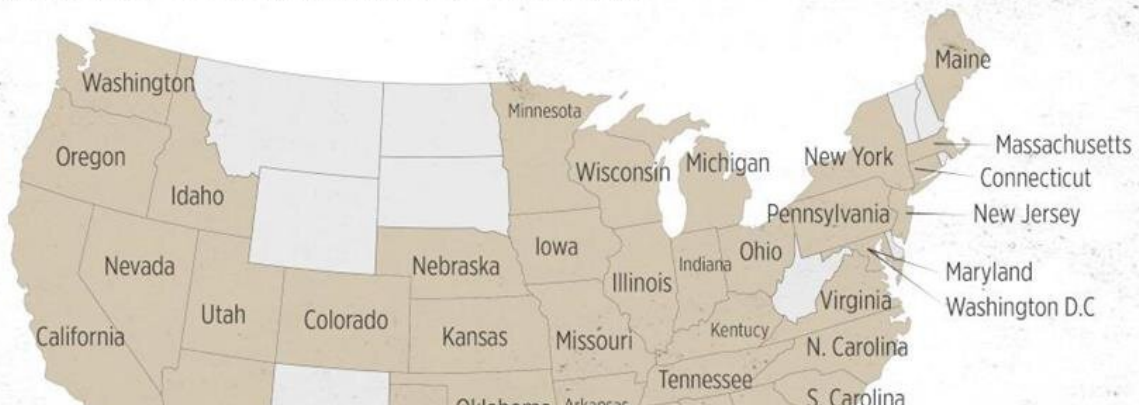 Maine
Washington
Minnesota
Massachusetts
Oregon
New York
Wisconsin
Michigan
Connecticut
Idaho
Pennsylvania
New Jersey
Iowa
Ohio
Nevada
Nebraska
Indiana
Maryland
Illinois
Virginia
Washington D.C
Utah
Colorado
California
Kansas
Missouri
Kentucy
N. Carolina
Tennessee
S. Carolina
Oklahoma
Arkansas